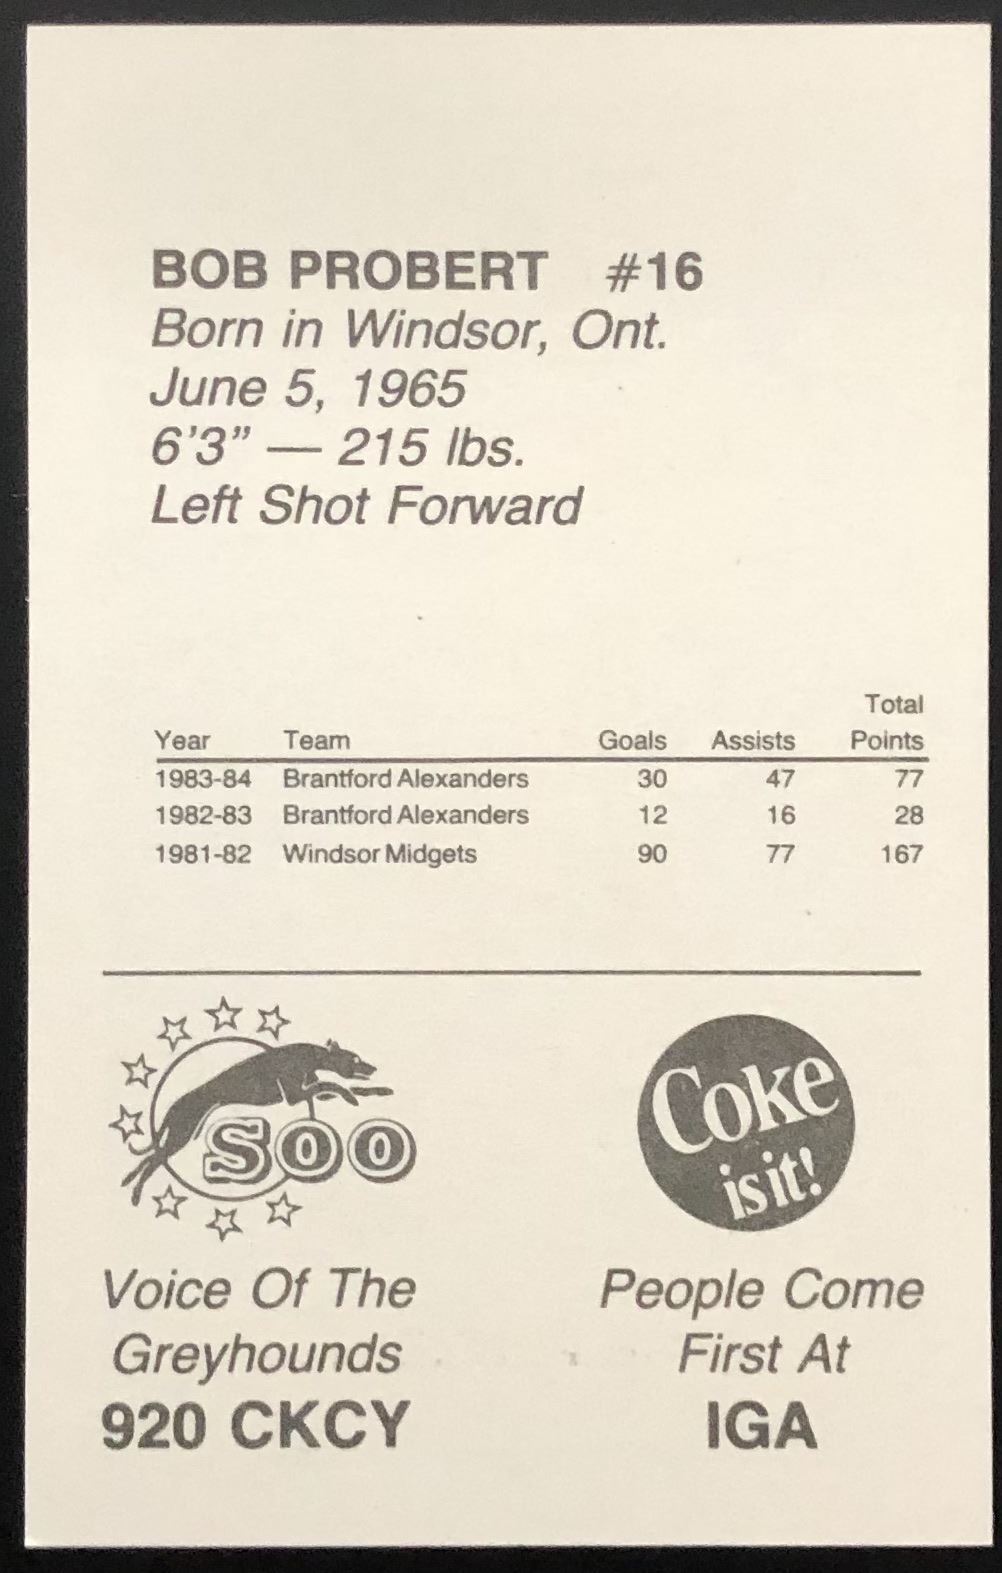 BOB PROBERT #16
Born in Windsor, Ont.
June 5, 1965
6'3" — 215 lbs.
Left Shot Forward
Total
Year Team Goals Assists Points
1983-84 Brantford Alexanders 30 47 77
1982-83 Brantford Alexanders 12 16 28
1981-82 Windsor Midgets 90 77 167
Soo
Coke
is it!
Voice Of The
Greyhounds
920 CKCY
People Come
First At
IGA